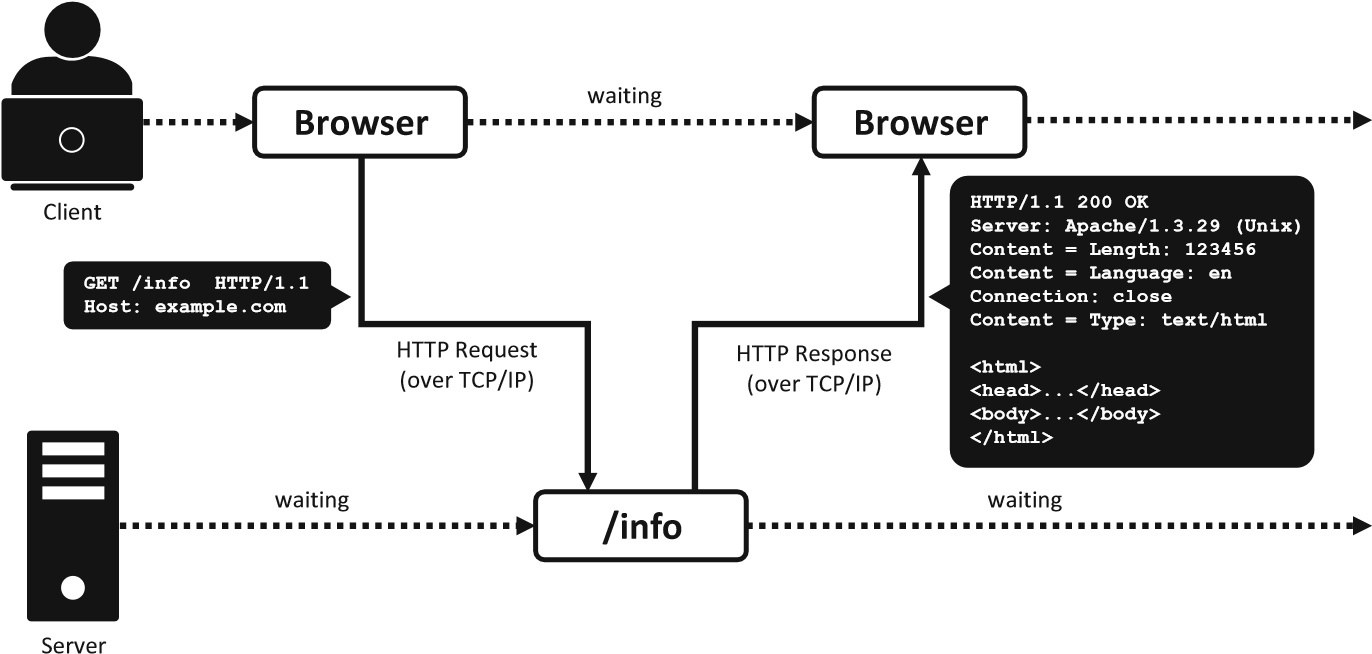 waiting
Browser
Browser
Client
GET /info  HTTP/1.1
Host: example.com
HTTP/1.1 200 OK
Server: Apache/1.3.29 (Unix)
Content = Length: 123456
Content = Language: en
Connection: close
Content = Type: text/html
<html>
<head>...</head>
<body>...</body>
</html>
HTTP Request
(over TCP/IP)
HTTP Response
(over TCP/IP)
waiting
/info
waiting
Server